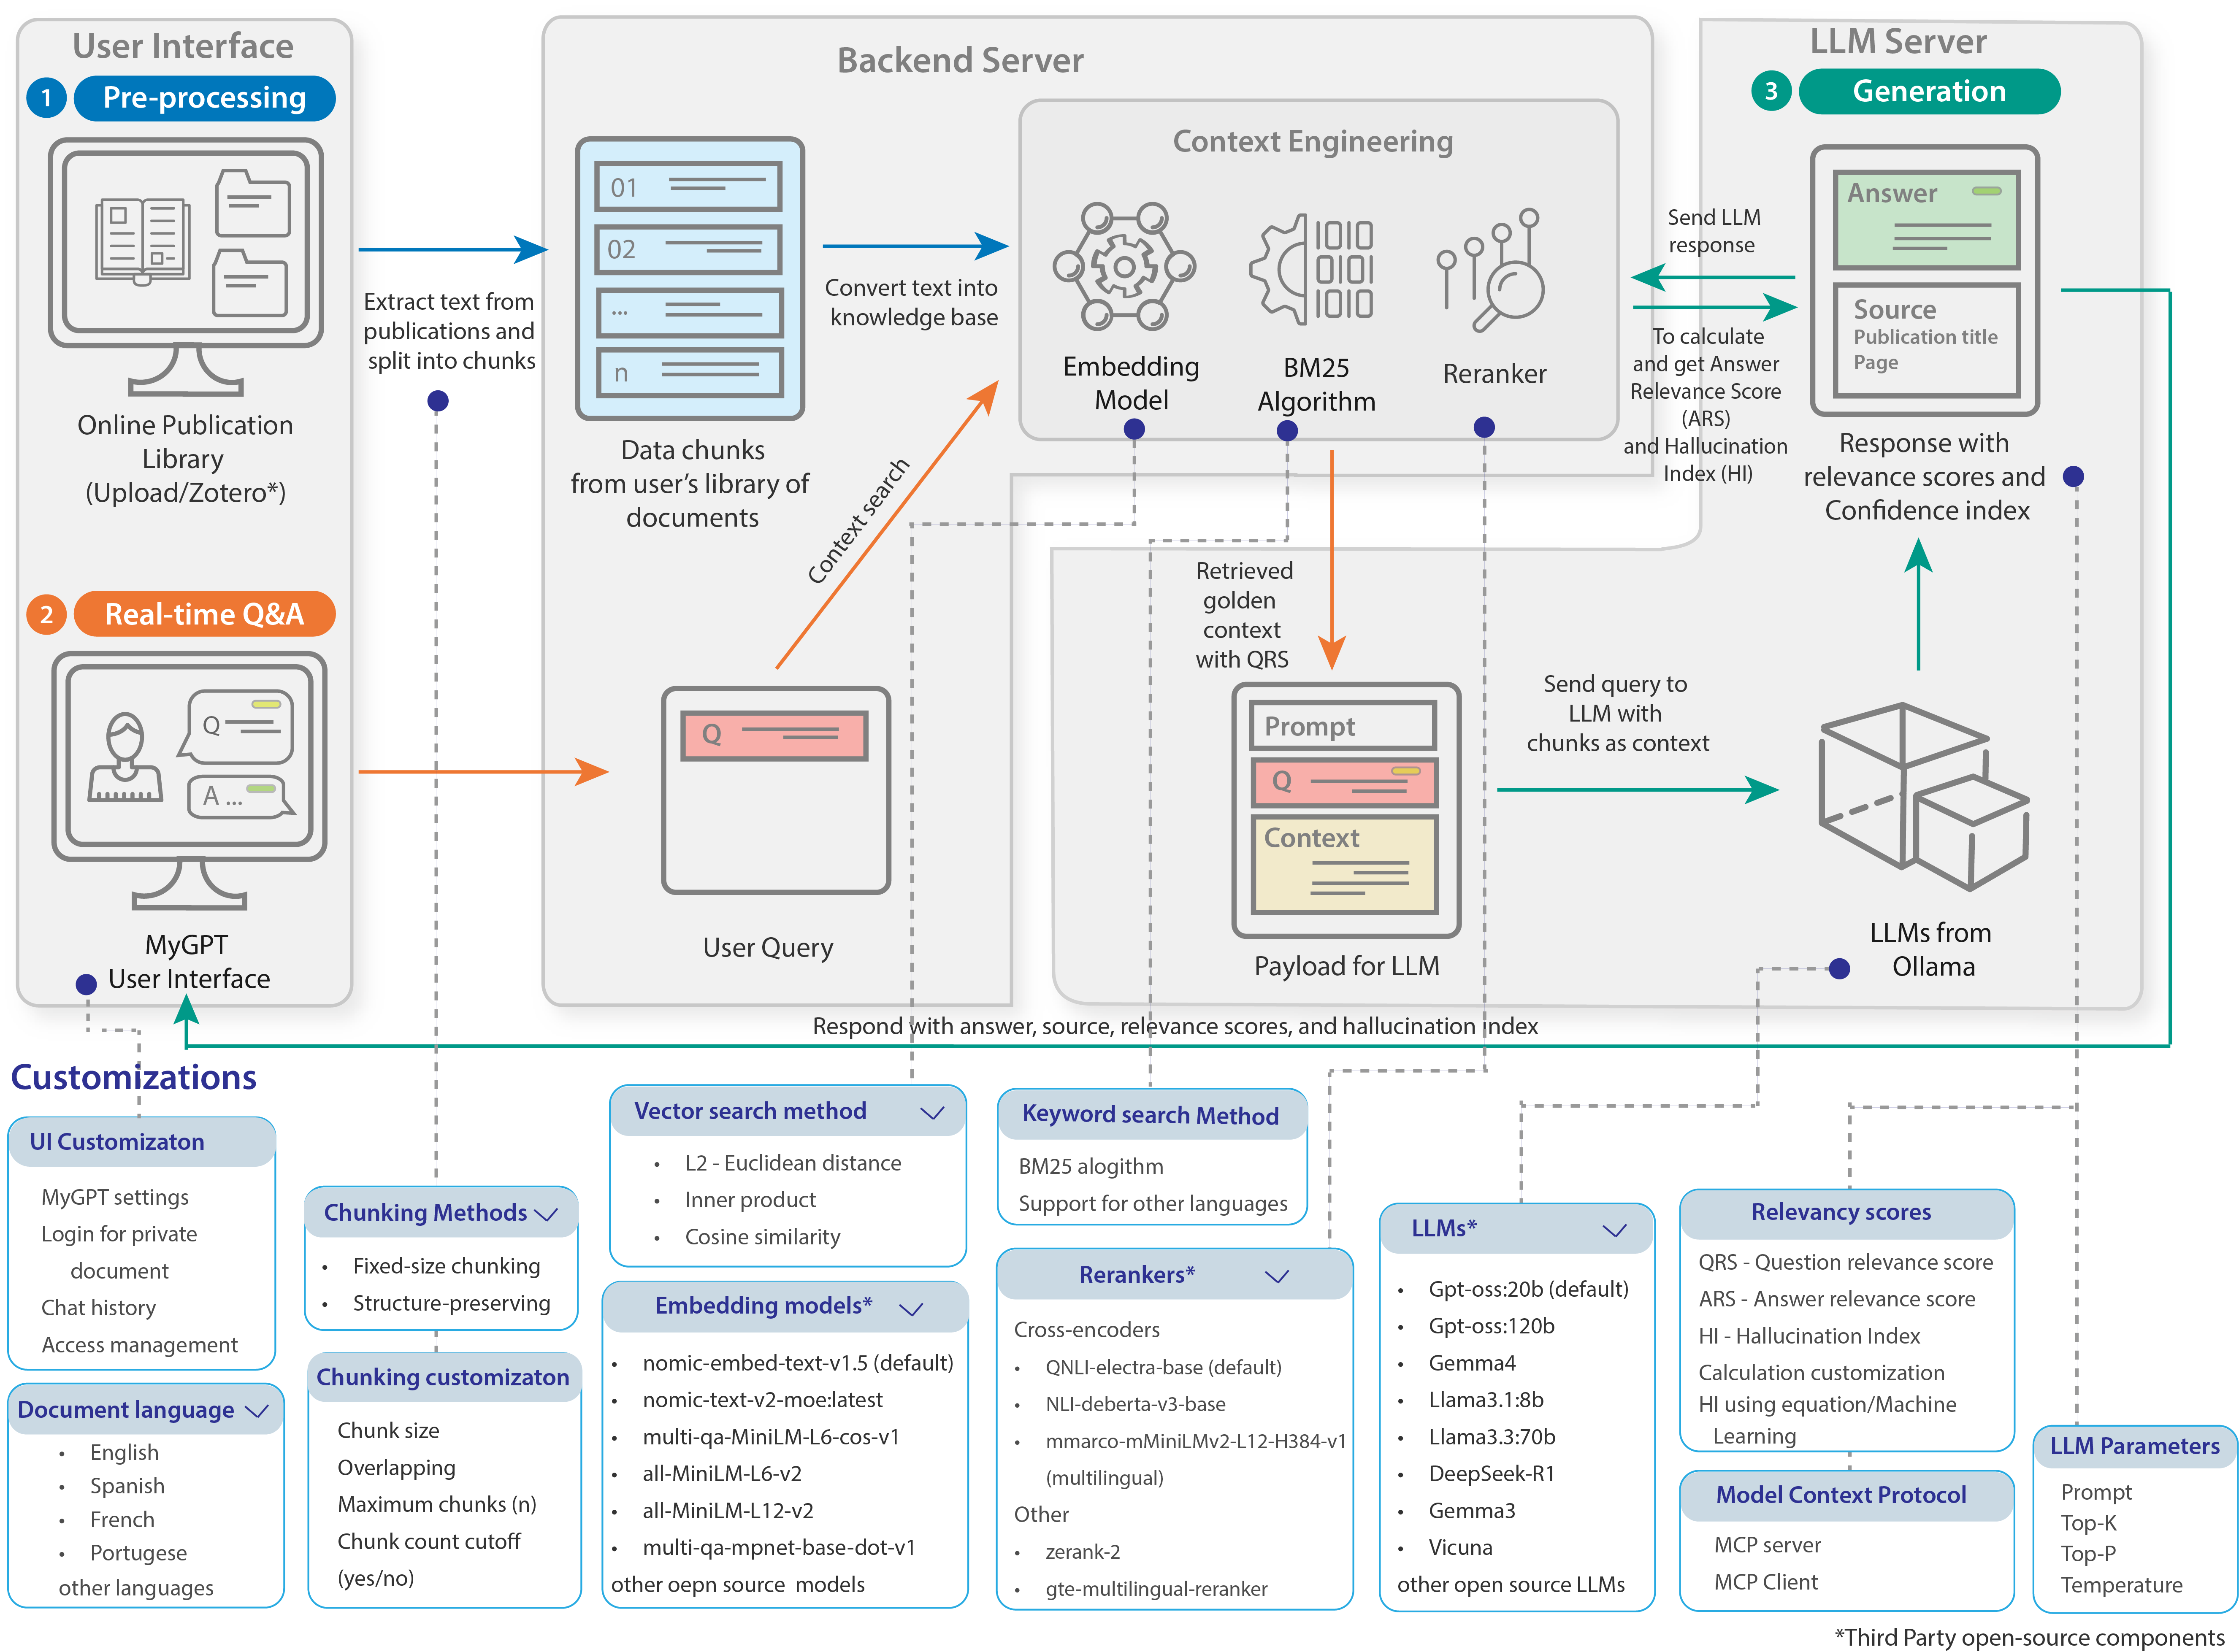 User Interface
1 Pre-processing
Online Publication
Library
(Upload/Zotero*)
2 Real-time Q&A
Q
A ...
MyGPT
User Interface
Extract text from
publications and
split into chunks
Backend Server
01
02
...
n
Data chunks
from user's library of
documents
Convert text into
knowledge base
Context search
Q
User Query
Context Engineering
Embedding
Model
BM25
Algorithm
Reranker
Retrieved
golden
context
with QRS
Prompt
Q
Context
Payload for LLM
Send query to
LLM with
chunks as context
LLM Server
3 Generation
Send LLM
response
To calculate
and get Answer
Relevance Score
(ARS)
and Hallucination
Index (HI)
Answer
Source
Publication title
Page
Response with
relevance scores and
Confidence index
LLMs from
Ollama
Respond with answer, source, relevance scores, and hallucination index
Customizations
UI Customizaton
MyGPT settings
Login for private
document
Chat history
Access management
Document language
• English
• Spanish
• French
• Portugese
other languages
Chunking Methods
• Fixed-size chunking
• Structure-preserving
Chunking customizaton
Chunk size
Overlapping
Maximum chunks (n)
Chunk count cutoff
(yes/no)
Vector search method
• L2 - Euclidean distance
• Inner product
• Cosine similarity
Embedding models*
• nomic-embed-text-v1.5 (default)
• nomic-text-v2-moe:latest
• multi-qa-MiniLM-L6-cos-v1
• all-MiniLM-L6-v2
• all-MiniLM-L12-v2
• multi-qa-mpnet-base-dot-v1
other oepn source models
Keyword search Method
BM25 alogithm
Support for other languages
Rerankers*
Cross-encoders
• QNLI-electra-base (default)
• NLI-deberta-v3-base
• mmarco-mMiniLMv2-L12-H384-v1
(multilingual)
Other
• zerank-2
• gte-multilingual-reranker
LLMs*
• Gpt-oss:20b (default)
• Gpt-oss:120b
• Gemma4
• Llama3.1:8b
• Llama3.3:70b
• DeepSeek-R1
• Gemma3
• Vicuna
other open source LLMs
Relevancy scores
QRS - Question relevance score
ARS - Answer relevance score
HI - Hallucination Index
Calculation customization
HI using equation/Machine
Learning
Model Context Protocol
MCP server
MCP Client
LLM Parameters
Prompt
Top-K
Top-P
Temperature
*Third Party open-source components